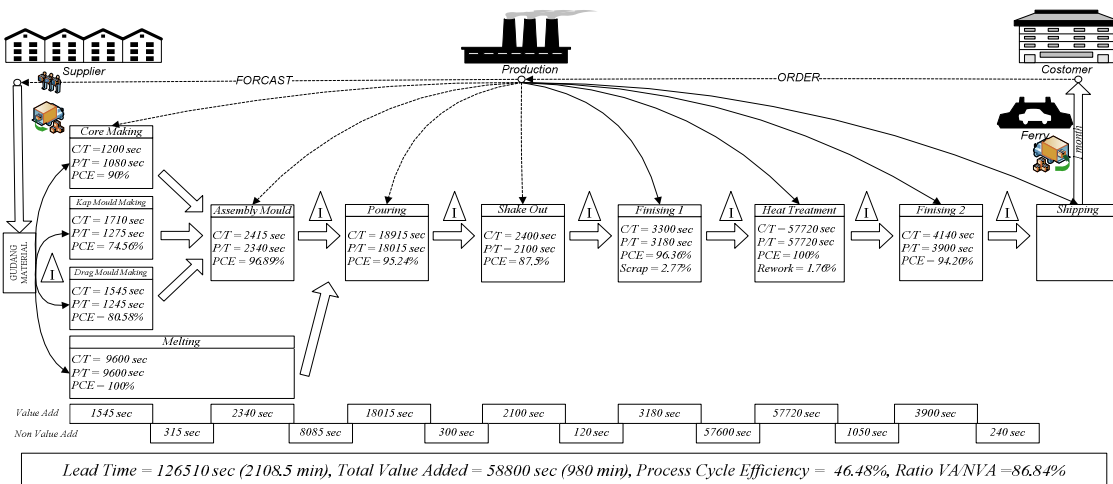 Supplier
Production
Costomer
FORCAST
ORDER
Ferry
1 month
Core Making
C/T =1200 sec
P/T = 1080 sec
PCE = 90%
Kap Mould Making
C/T = 1710 sec
P/T = 1275 sec
PCE = 74.56%
Drag Mould Making
C/T = 1545 sec
P/T = 1245 sec
PCE − 80.58%
Melting
C/T = 9600 sec
P/T = 9600 sec
PCE − 100%
GUDANG
MATERIAL
I
Assembly Mould
C/T = 2415 sec
P/T = 2340 sec
PCE = 96.89%
I
Pouring
C/T = 18915 sec
P/T = 18015 sec
PCE = 95.24%
I
Shake Out
C/T = 2400 sec
P/T − 2100 sec
PCE = 87.5%
I
Finising 1
C/T = 3300 sec
P/T = 3180 sec
PCE = 96.36%
Scrap = 2.77%
I
Heat Treatment
C/T − 57720 sec
P/T = 57720 sec
PCE = 100%
Rework = 1.76%
I
Finising 2
C/T = 4140 sec
P/T = 3900 sec
PCE − 94.20%
I
Shipping
Value Add
1545 sec
2340 sec
18015 sec
2100 sec
3180 sec
57720 sec
3900 sec
Non Value Add
315 sec
8085 sec
300 sec
120 sec
57600 sec
1050 sec
240 sec
Lead Time = 126510 sec (2108.5 min), Total Value Added = 58800 sec (980 min), Process Cycle Efficiency = 46.48%, Ratio VA/NVA =86.84%